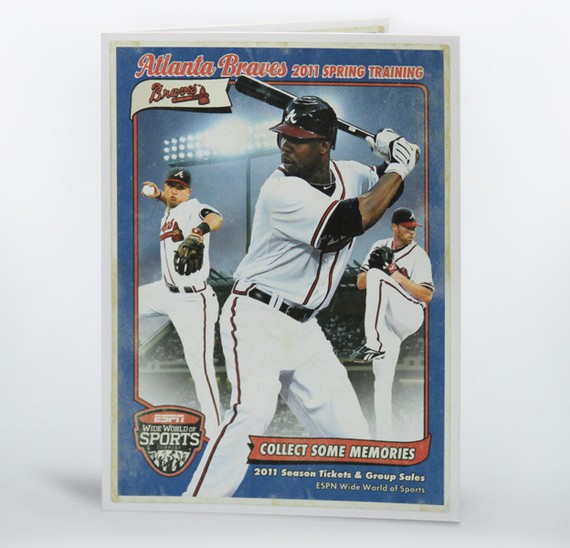 Atlanta Braves 2011 SPRING TRAINING
Braves
ESPN
WIDE WORLD OF
SPORTS
COLLECT SOME MEMORIES
2011 Season Tickets & Group Sales
ESPN Wide World of Sports